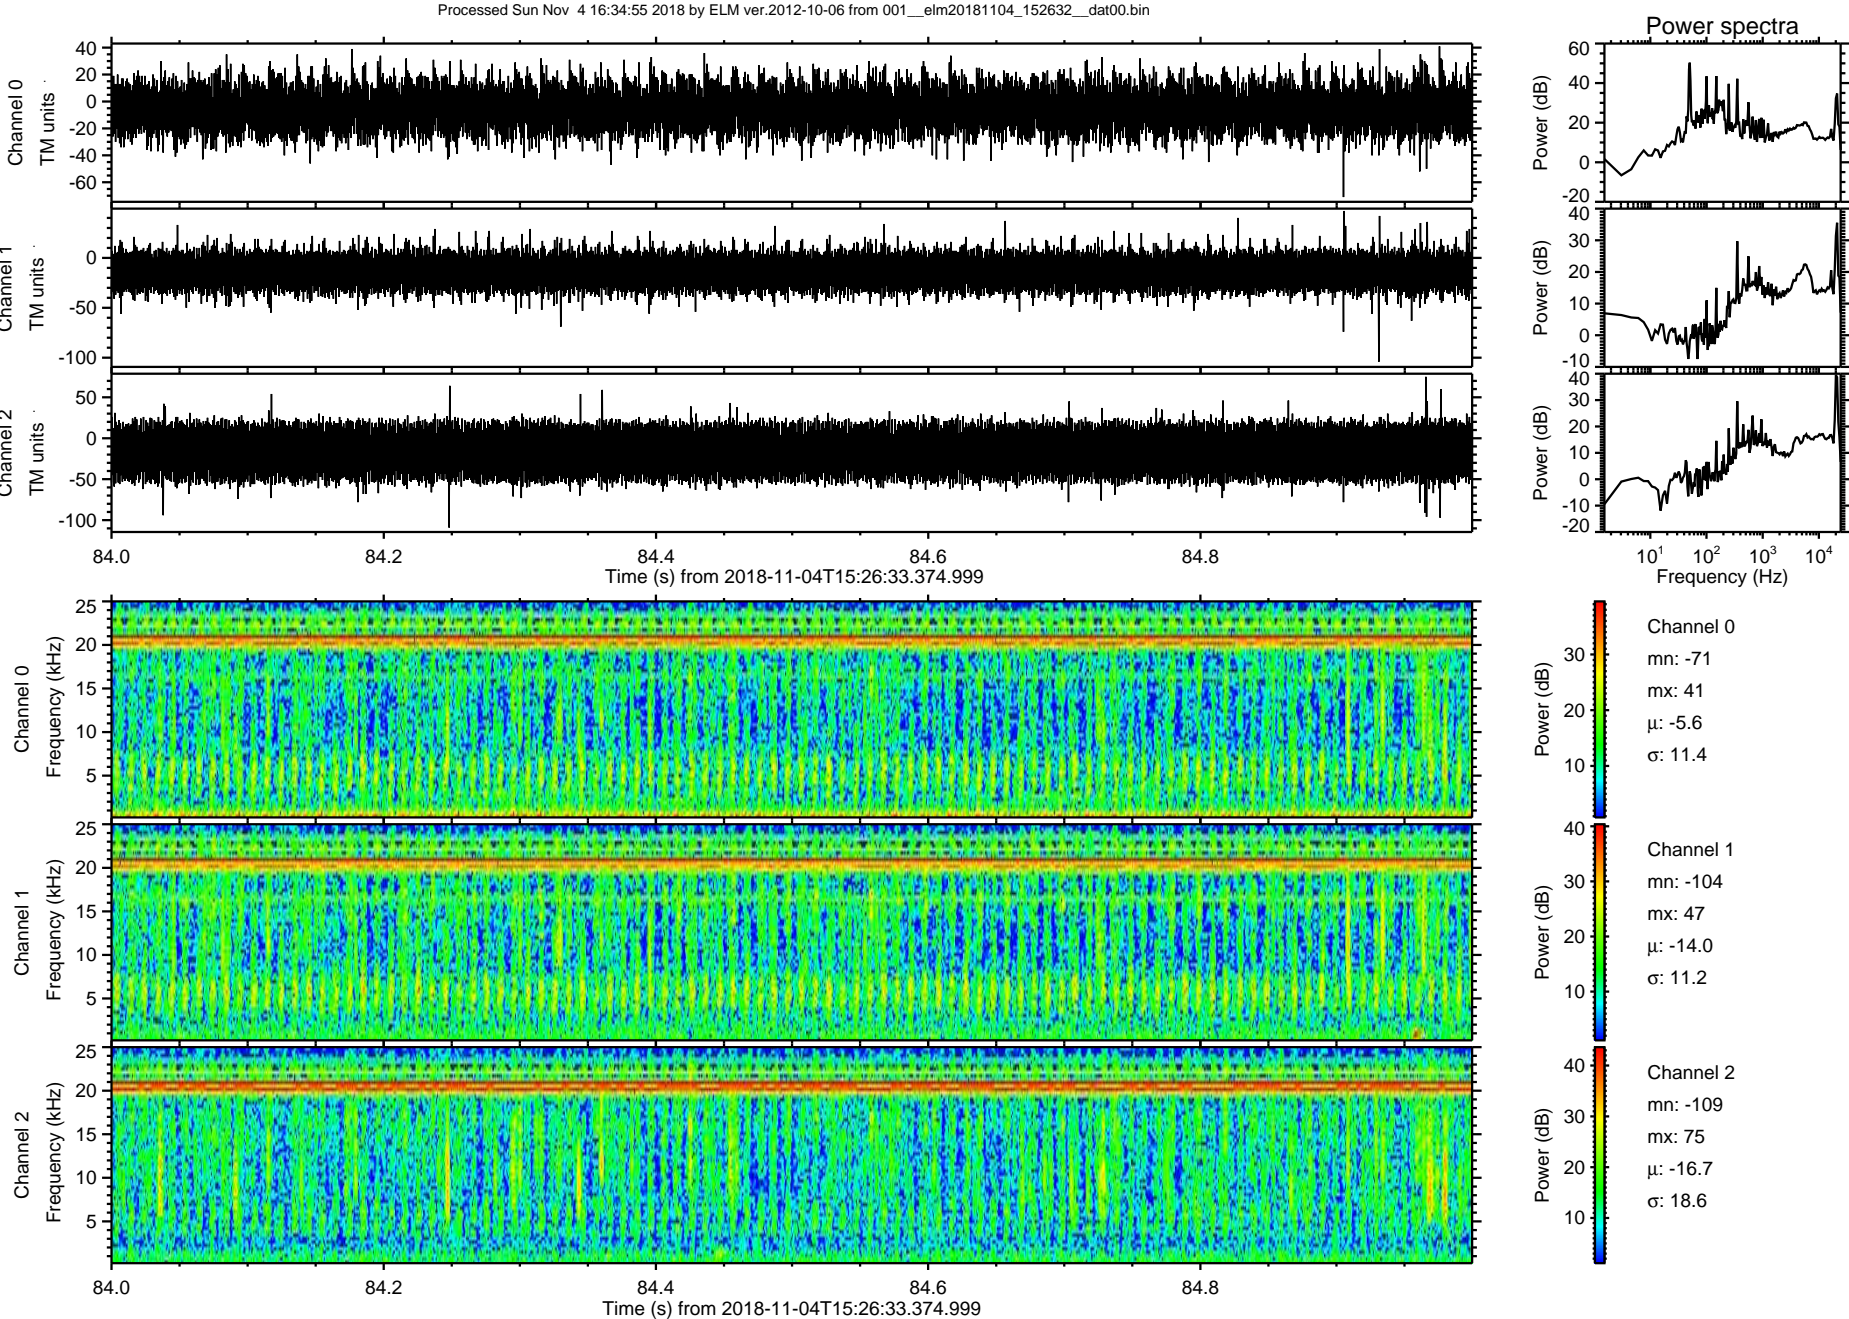 Processed Sun Nov  4 16:34:55 2018 by ELM ver.2012-10-06 from 001__elm20181104_152632__dat00.bin
Power spectra
Channel 0
TM units
40
20
0
-20
-40
-60
Power (dB)
60
40
20
0
-20
Channel 1
TM units
0
-50
-100
Power (dB)
40
30
20
10
0
-10
Channel 2
TM units
50
0
-50
-100
Power (dB)
40
30
20
10
0
-10
-20
84.0 84.2 84.4 84.6 84.8
Time (s) from 2018-11-04T15:26:33.374.999
10¹ 10² 10³ 10⁴
Frequency (Hz)
Channel 0
Frequency (kHz)
25
20
15
10
5
Power (dB)
30
20
10
Channel 0
mn: -71
mx: 41
μ: -5.6
σ: 11.4
Channel 1
Frequency (kHz)
25
20
15
10
5
Power (dB)
40
30
20
10
Channel 1
mn: -104
mx: 47
μ: -14.0
σ: 11.2
Channel 2
Frequency (kHz)
25
20
15
10
5
Power (dB)
40
30
20
10
Channel 2
mn: -109
mx: 75
μ: -16.7
σ: 18.6
84.0 84.2 84.4 84.6 84.8
Time (s) from 2018-11-04T15:26:33.374.999